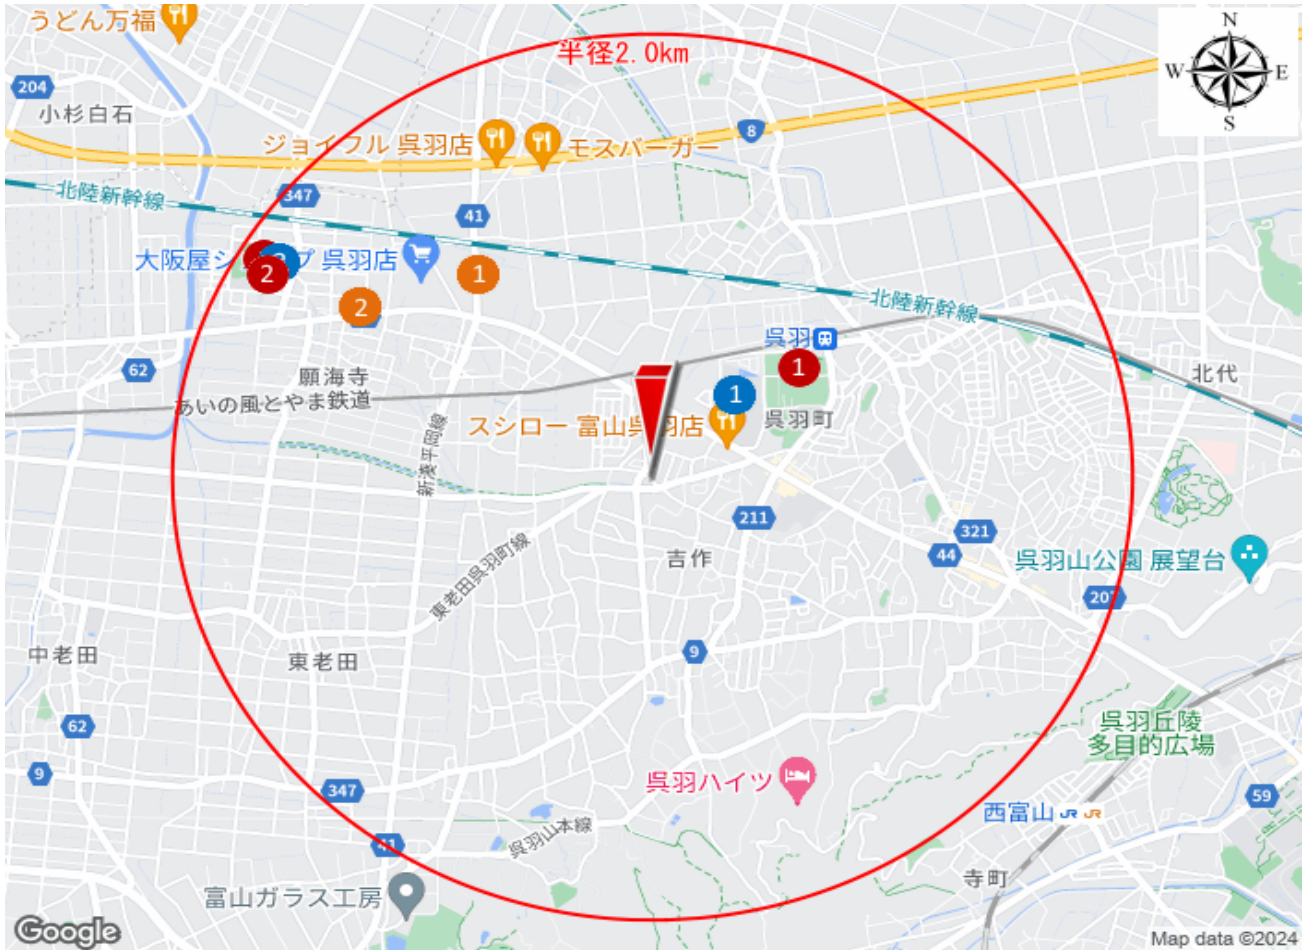 うどん万福
N
半径2.0km
W
E
S
204
小杉白石
ジョイフル 呉羽店
モスバーガー
8
北陸新幹線
347
41
大阪屋ショップ 呉羽店
2
1
2
北陸新幹線
呉羽
62
願海寺
1
北代
あいの風とやま鉄道
1
スシロー 富山呉羽店
呉羽町
新湊平岡線
211
321
吉作
44
呉羽山公園 展望台
東老田呉羽町線
207
中老田
東老田
9
62
呉羽丘陵
多目的広場
9
347
呉羽ハイツ
59
西富山 JR JR
41
呉羽山本線
寺町
富山ガラス工房
Google
Map data ©2024